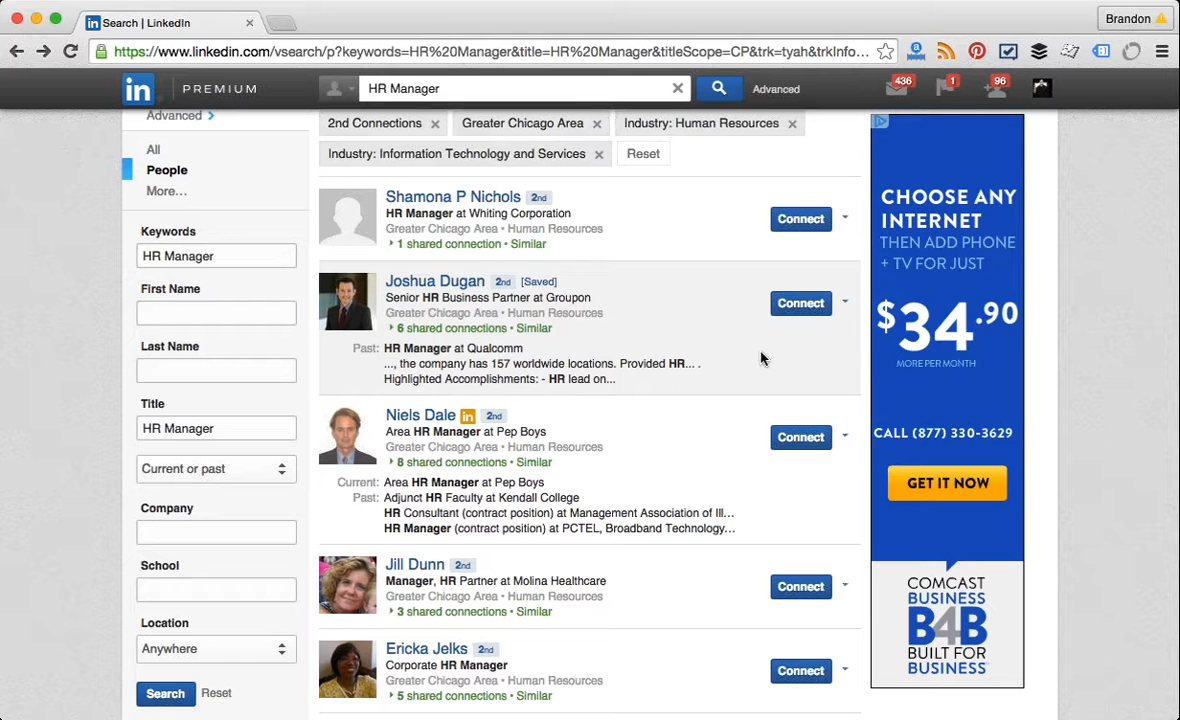 in Search | LinkedIn ×
Brandon
https://www.linkedin.com/vsearch/p?keywords=HR%20Manager&title=HR%20Manager&titleScope=CP&trk=tyah&trkInfo...
in PREMIUM HR Manager Advanced 436 1 96
Advanced
All
People
More...
Keywords
HR Manager
First Name
Last Name
Title
HR Manager
Current or past
Company
School
Location
Anywhere
Search Reset
2nd Connections × Greater Chicago Area × Industry: Human Resources ×
Industry: Information Technology and Services × Reset
Shamona P Nichols 2nd
HR Manager at Whiting Corporation
Greater Chicago Area • Human Resources
1 shared connection • Similar
Connect
Joshua Dugan 2nd [Saved]
Senior HR Business Partner at Groupon
Greater Chicago Area • Human Resources
6 shared connections • Similar
Connect
Past: HR Manager at Qualcomm
..., the company has 157 worldwide locations. Provided HR... .
Highlighted Accomplishments: - HR lead on...
Niels Dale in 2nd
Area HR Manager at Pep Boys
Greater Chicago Area • Human Resources
8 shared connections • Similar
Connect
Current: Area HR Manager at Pep Boys
Past: Adjunct HR Faculty at Kendall College
HR Consultant (contract position) at Management Association of Ill...
HR Manager (contract position) at PCTEL, Broadband Technology...
Jill Dunn 2nd
Manager, HR Partner at Molina Healthcare
Greater Chicago Area • Human Resources
3 shared connections • Similar
Connect
Ericka Jelks 2nd
Corporate HR Manager
Greater Chicago Area • Human Resources
5 shared connections • Similar
Connect
CHOOSE ANY
INTERNET
THEN ADD PHONE
+ TV FOR JUST
$34.90
MORE PER MONTH
CALL (877) 330-3629
GET IT NOW
COMCAST
BUSINESS
B4B
BUILT FOR
BUSINESS™